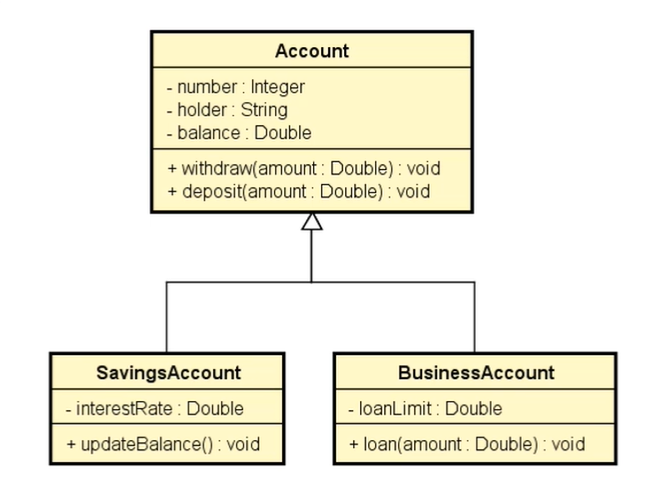 Account
- number : Integer
- holder : String
- balance : Double
+ withdraw(amount : Double) : void
+ deposit(amount : Double) : void
SavingsAccount
- interestRate : Double
+ updateBalance() : void
BusinessAccount
- loanLimit : Double
+ loan(amount : Double) : void